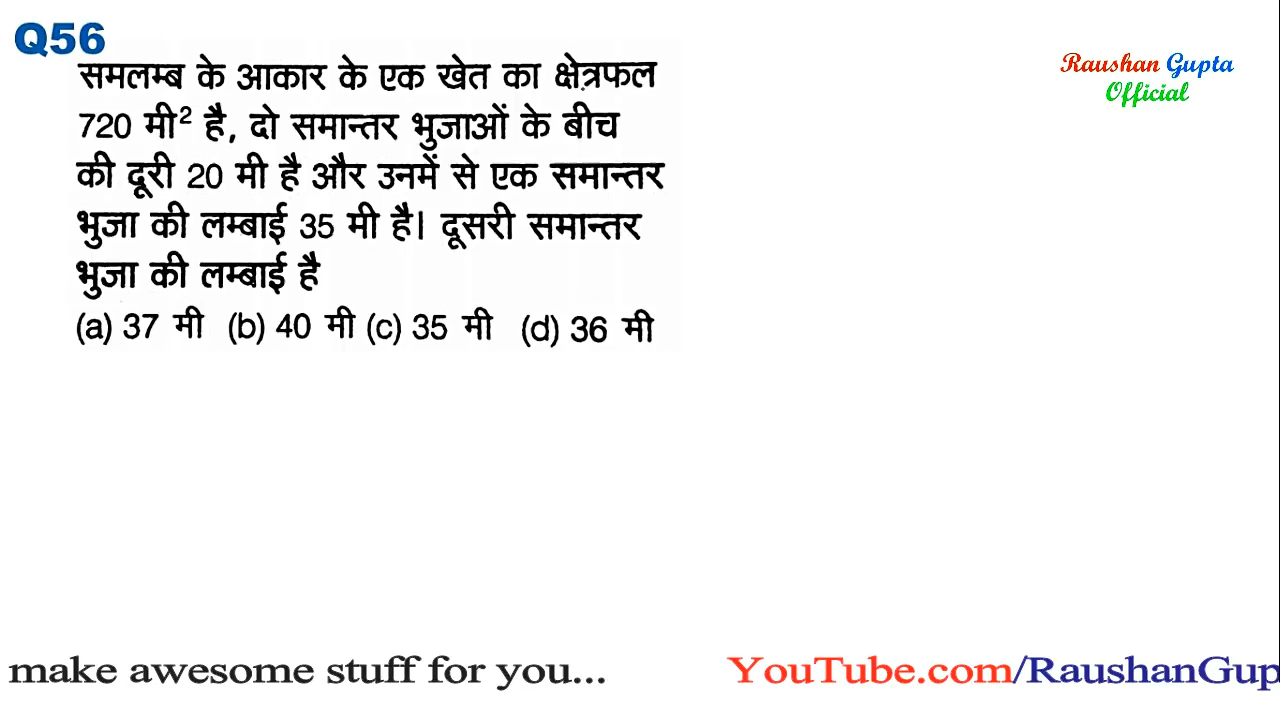 Q56
Raushan Gupta
Official
समलम्ब के आकार के एक खेत का क्षेत्रफल
720 मी² है, दो समान्तर भुजाओं के बीच
की दूरी 20 मी है और उनमें से एक समान्तर
भुजा की लम्बाई 35 मी है। दूसरी समान्तर
भुजा की लम्बाई है
(a) 37 मी (b) 40 मी (c) 35 मी (d) 36 मी
make awesome stuff for you...
YouTube.com/RaushanGup